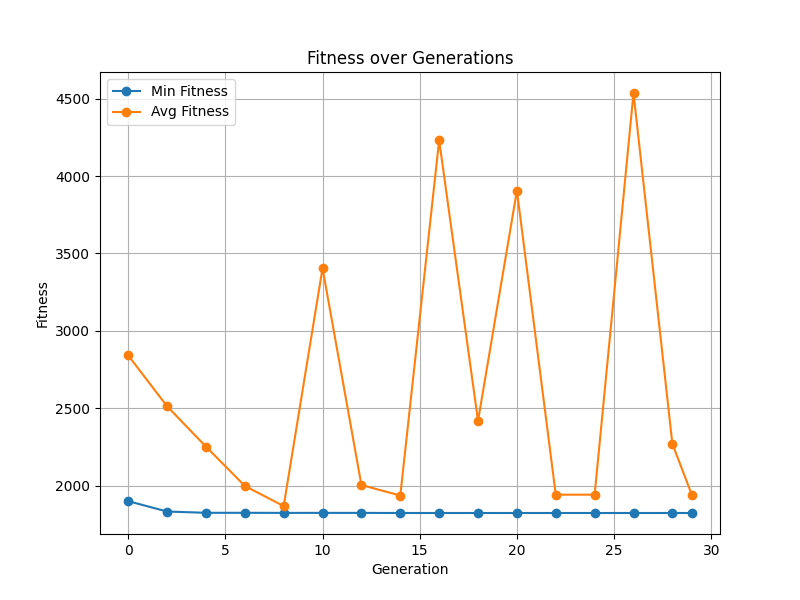 Fitness over Generations
Min Fitness
Avg Fitness
4500
4000
3500
3000
2500
2000
Fitness
0 5 10 15 20 25 30
Generation